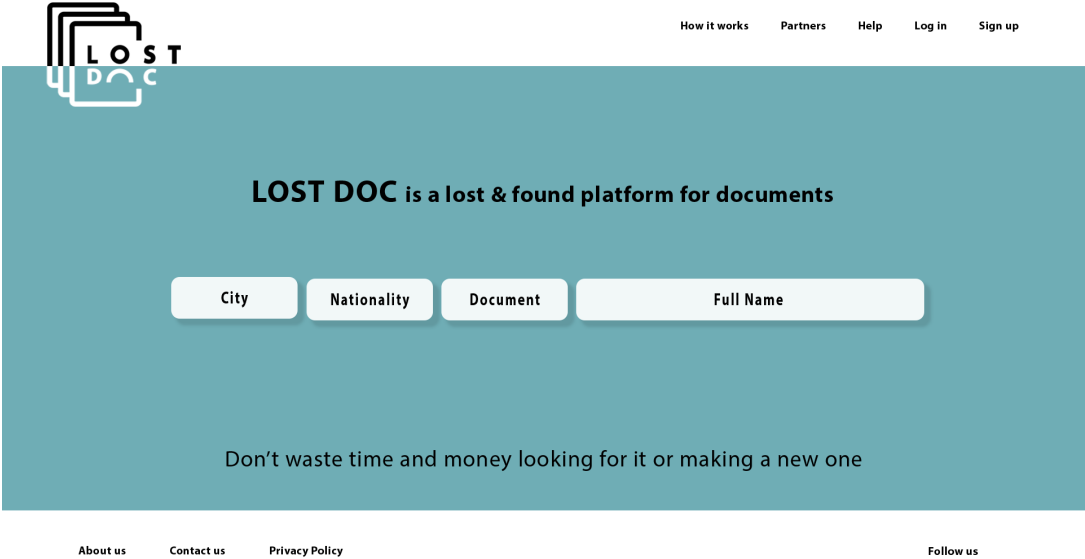 LOST
DOC
How it works Partners Help Log in Sign up
LOST DOC is a lost & found platform for documents
City Nationality Document Full Name
Don't waste time and money looking for it or making a new one
About us Contact us Privacy Policy Follow us